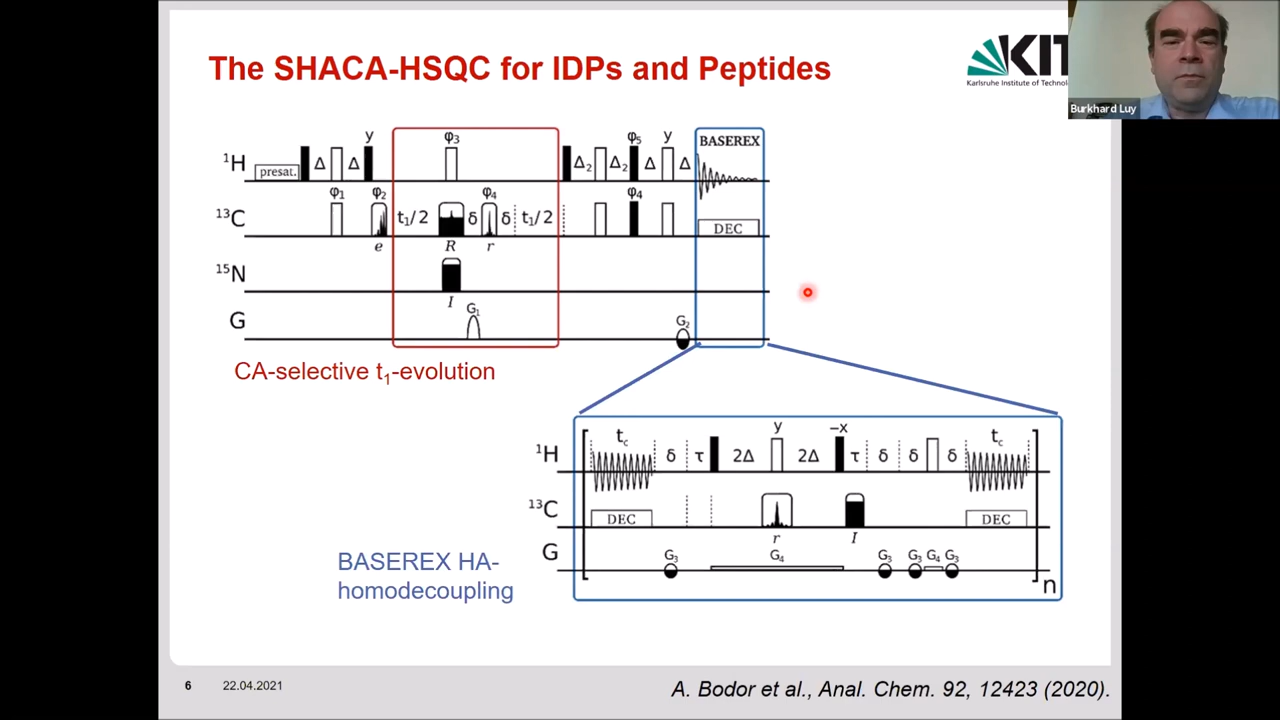 The SHACA-HSQC for IDPs and Peptides
KIT
Karlsruhe Institute of Technolo
Burkhard Luy
¹H
presat.
Δ
Δ
y
φ₃
Δ₂
Δ₂
φ₅
Δ
y
Δ
BASEREX
¹³C
φ₁
φ₂
e
t₁/2
R
δ
φ₄
r
δ
t₁/2
φ₄
DEC
¹⁵N
I
G
G₁
G₂
CA-selective t₁-evolution
¹H
t_c
δ
τ
2Δ
y
2Δ
−x
τ
δ
δ
δ
t_c
¹³C
DEC
r
I
DEC
G
G₃
G₄
G₃
G₃
G₄
G₃
n
BASEREX HA-
homodecoupling
6
22.04.2021
A. Bodor et al., Anal. Chem. 92, 12423 (2020).